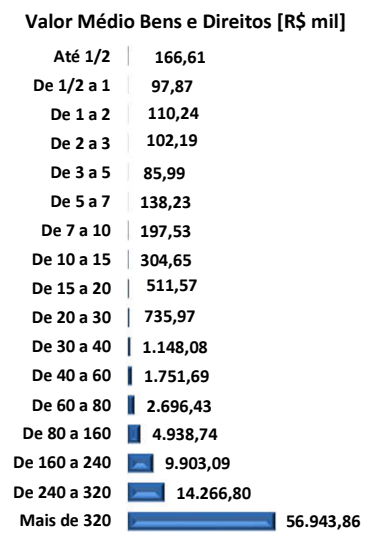 Valor Médio Bens e Direitos [R$ mil]
Até 1/2 166,61
De 1/2 a 1 97,87
De 1 a 2 110,24
De 2 a 3 102,19
De 3 a 5 85,99
De 5 a 7 138,23
De 7 a 10 197,53
De 10 a 15 304,65
De 15 a 20 511,57
De 20 a 30 735,97
De 30 a 40 1.148,08
De 40 a 60 1.751,69
De 60 a 80 2.696,43
De 80 a 160 4.938,74
De 160 a 240 9.903,09
De 240 a 320 14.266,80
Mais de 320 56.943,86